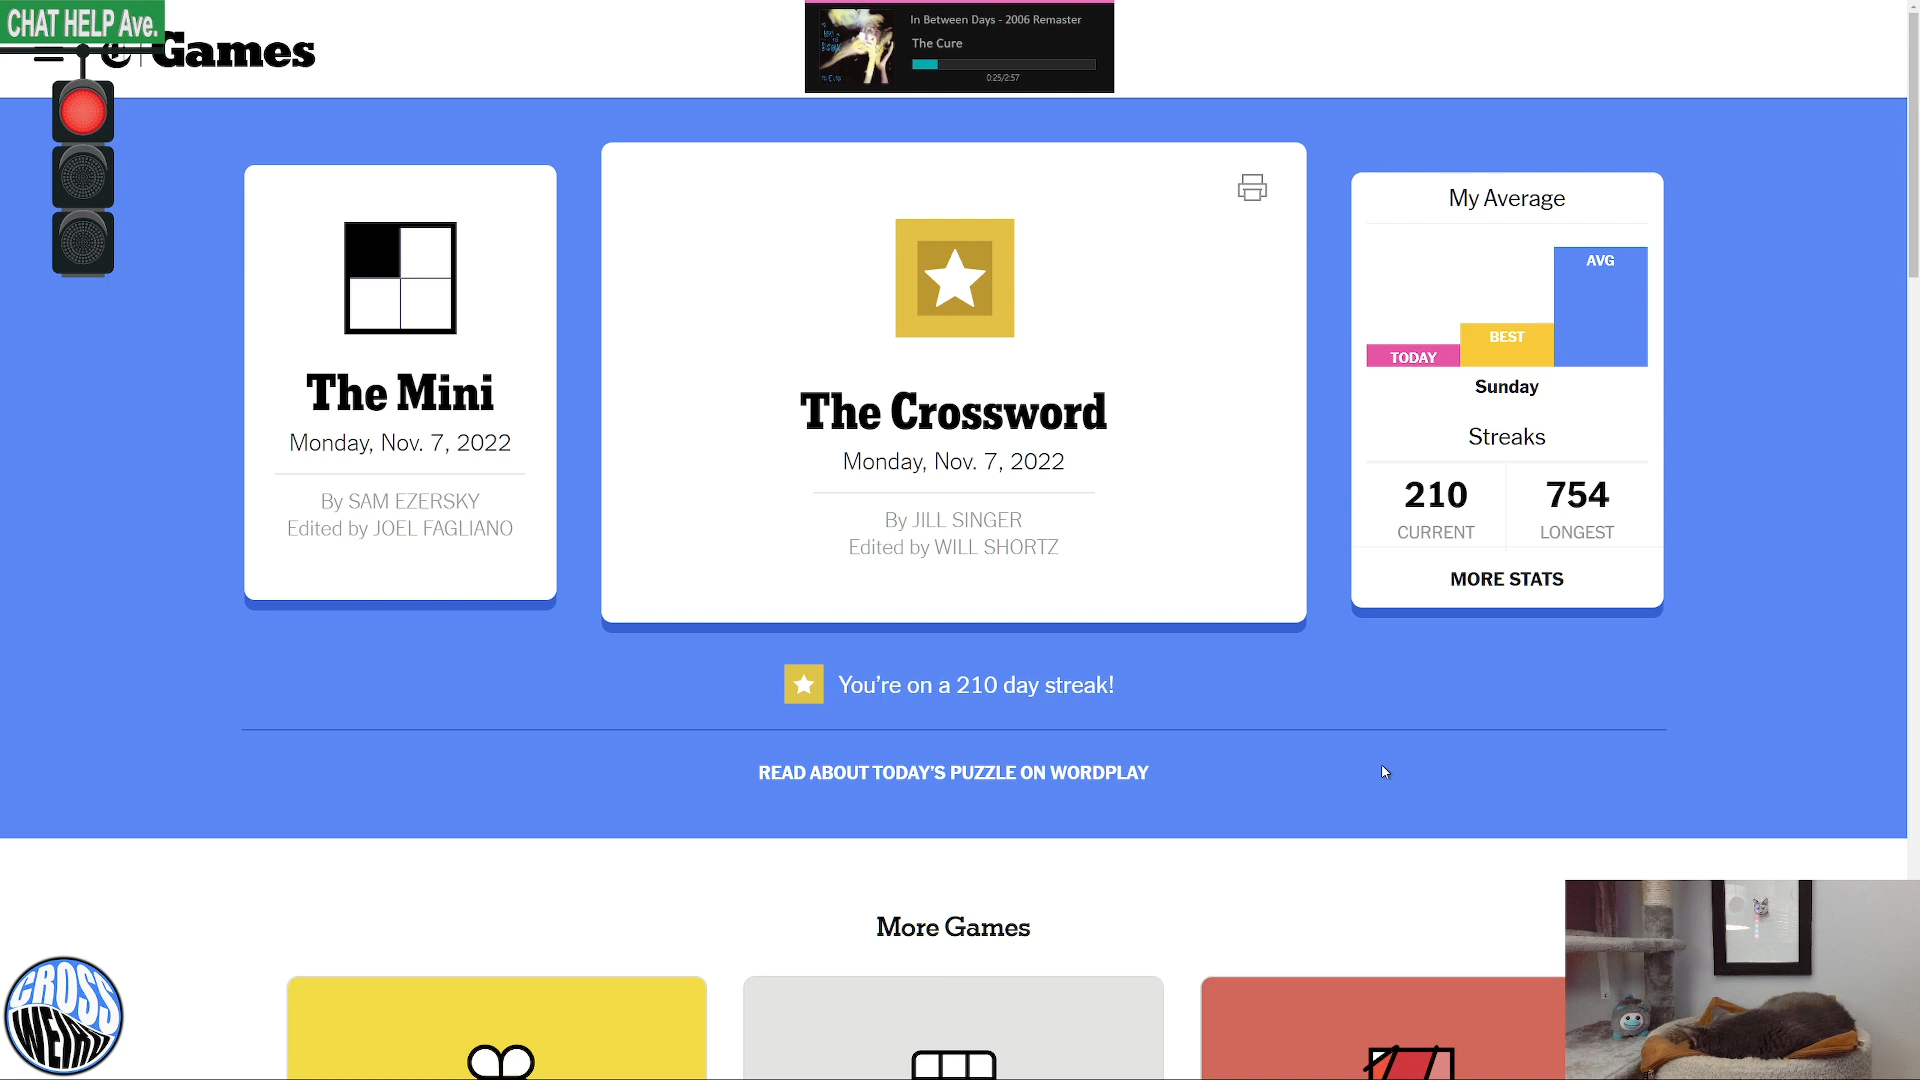 CHAT HELP Ave.
Games
In Between Days - 2006 Remaster
The Cure
0:25/2:57
The Mini
Monday, Nov. 7, 2022
By SAM EZERSKY
Edited by JOEL FAGLIANO
The Crossword
Monday, Nov. 7, 2022
By JILL SINGER
Edited by WILL SHORTZ
My Average
AVG
BEST
TODAY
Sunday
Streaks
210
754
CURRENT
LONGEST
MORE STATS
You’re on a 210 day streak!
READ ABOUT TODAY’S PUZZLE ON WORDPLAY
More Games
CROSS
WEIRD